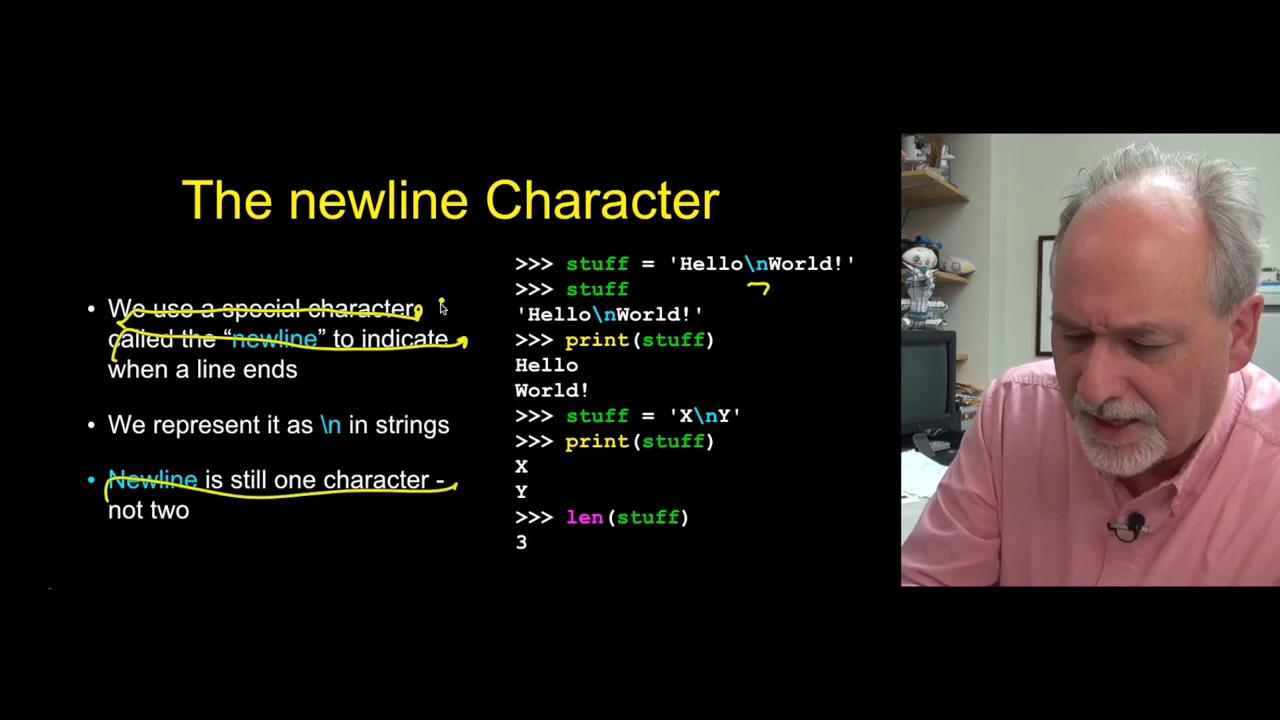 The newline Character
• We use a special character
called the “newline” to indicate
when a line ends
• We represent it as \n in strings
• Newline is still one character -
not two
>>> stuff = 'Hello\nWorld!'
>>> stuff
'Hello\nWorld!'
>>> print(stuff)
Hello
World!
>>> stuff = 'X\nY'
>>> print(stuff)
X
Y
>>> len(stuff)
3